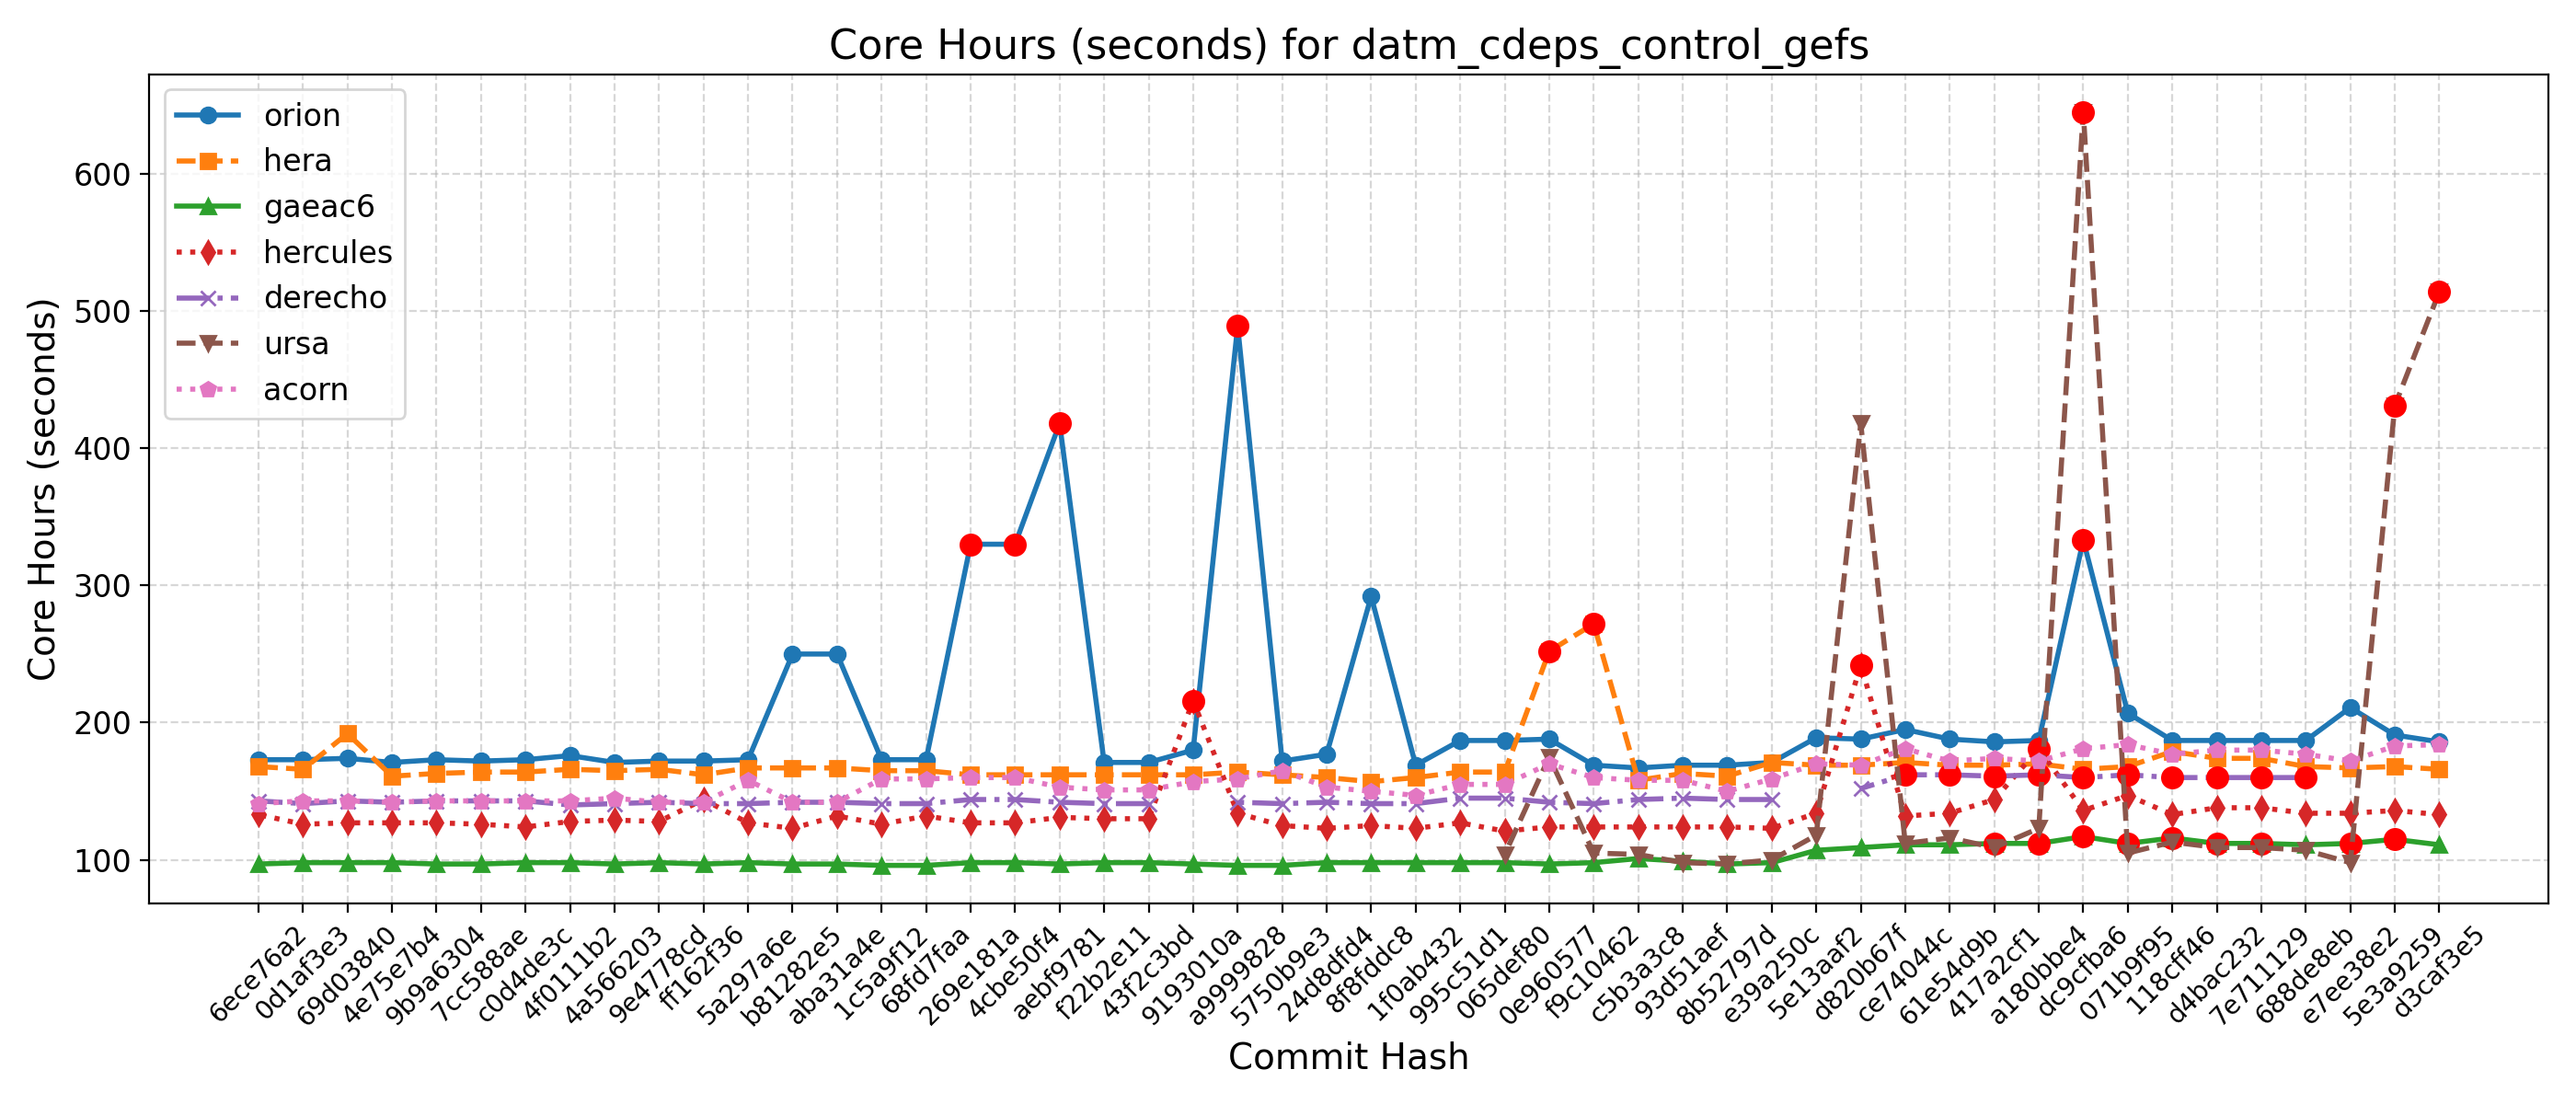 Core Hours (seconds) for datm_cdeps_control_gefs
orion
hera
gaeac6
hercules
derecho
ursa
acorn
Core Hours (seconds)
600
500
400
300
200
100
6ece76a2
0d1af3e3
69d03840
4e75e7b4
9b9a6304
7cc588ae
c0d4de3c
4f0111b2
4a566203
9e4778cd
ff162f36
5a297a6e
b81282e5
aba31a4e
1c5a9f12
68fd7faa
269e181a
4cbe50f4
aebf9781
f22b2e11
43f2c3bd
9193010a
a9999828
5750b9e3
24d8dfd4
8f8fddc8
1f0ab432
995c51d1
065def80
0e960577
f9c10462
c5b3a3c8
93d51aef
8b52797d
e39a250c
5e13aaf2
d820b67f
ce74044c
61e54d9b
417a2cf1
a180bbe4
dc9cfba6
071b9f95
118cff46
d4bac232
7e711129
688de8eb
e7ee38e2
5e3a9259
d3caf3e5
Commit Hash